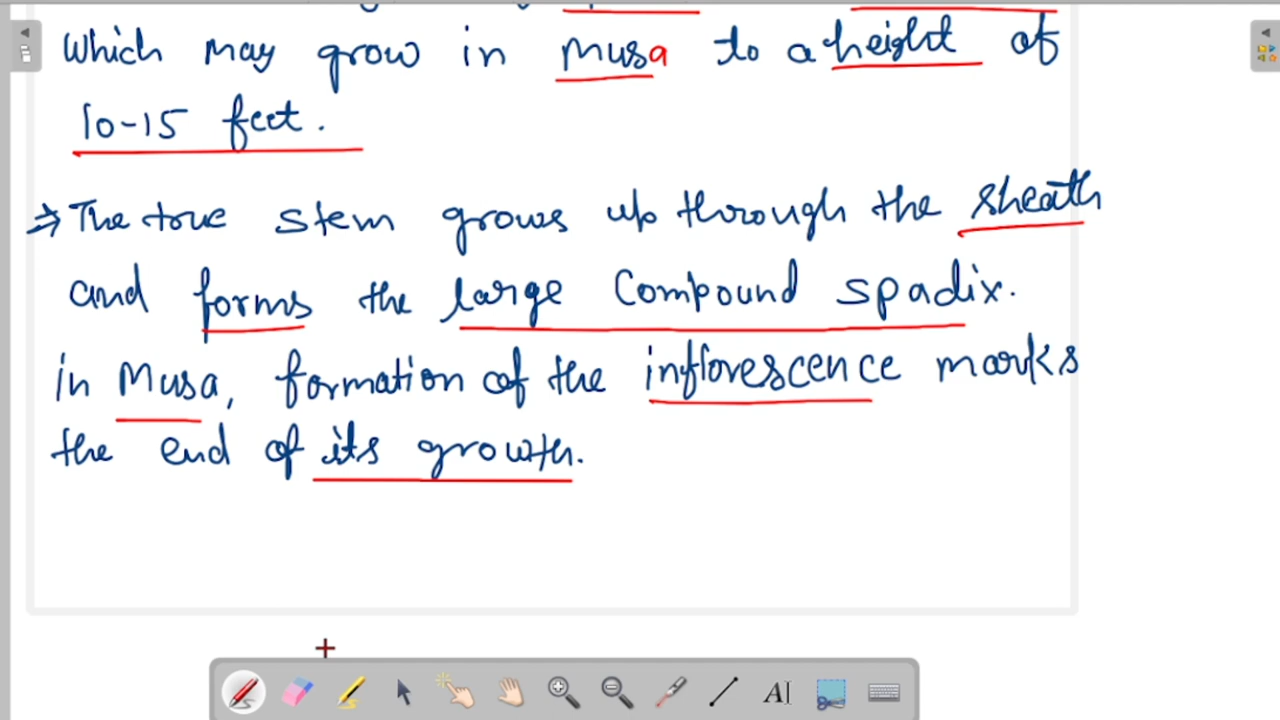 which may grow in Musa to a height of
10-15 feet.
⇒ The true stem grows up through the sheath
and forms the large Compound spadix.
in Musa, formation of the inflorescence marks
the end of its growth.
AI